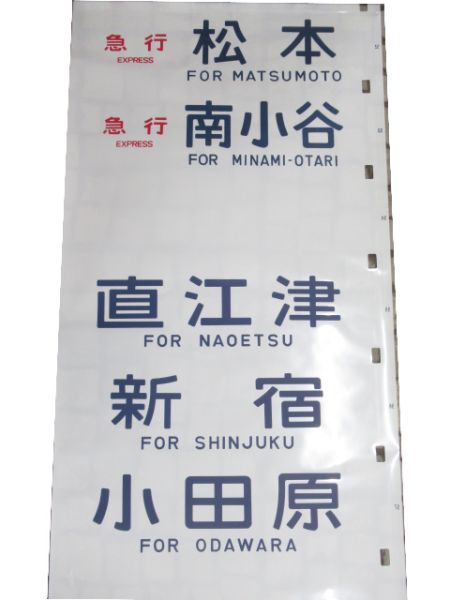 急行 松本
EXPRESS FOR MATSUMOTO
急行 南小谷
EXPRESS FOR MINAMI-OTARI
直江津
FOR NAOETSU
新宿
FOR SHINJUKU
小田原
FOR ODAWARA